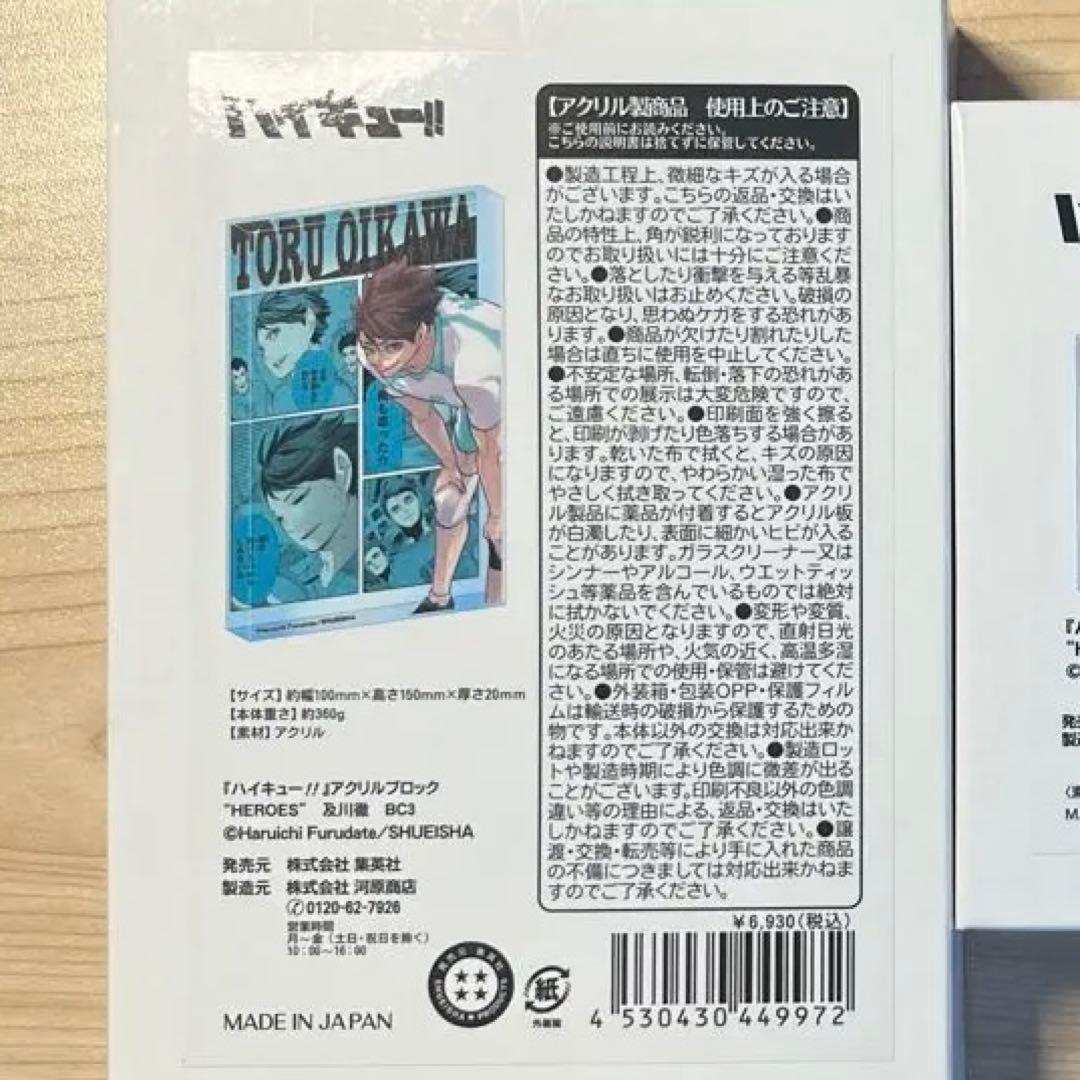 ハイキュー!!
TORU OIKAWA
Haruichi Furudate/SHUEISHA
【サイズ】約幅100mm×高さ150mm×厚さ20mm
【本体重さ】約360g
【素材】アクリル
『ハイキュー!!』アクリルブロック
"HEROES" 及川徹 BC3
©Haruichi Furudate/SHUEISHA
発売元 株式会社 集英社
製造元 株式会社 河原商店
0120-62-7926
営業時間
月〜金(土日・祝日を除く)
10:00〜16:00
MADE IN JAPAN
【アクリル製商品 使用上のご注意】
※ご使用前にお読みください。
こちらの説明書は捨てずに保管してください。
●製造工程上、微細なキズが入る場合
がございます。こちらの返品・交換はい
たしかねますのでご了承ください。●商
品の特性上、角が鋭利になっております
のでお取り扱いには十分にご注意くだ
さい。●落としたり衝撃を与える等乱暴
なお取り扱いはお止めください。破損の
原因となり、思わぬケガをする恐れがあ
ります。●商品が欠けたり割れたりした
場合は直ちに使用を中止してください。
●不安定な場所、転倒・落下の恐れがあ
る場所での展示は大変危険ですので、
ご遠慮ください。●印刷面を強く擦る
と、印刷が剥げたり色落ちする場合があ
ります。乾いた布で拭くと、キズの原因
になりますので、やわらかい湿った布で
やさしく拭き取ってください。●アクリ
ル製品に薬品が付着するとアクリル板
が白濁したり、表面に細かいヒビが入る
ことがあります。ガラスクリーナー又は
シンナーやアルコール、ウエットティッ
シュ等薬品を含んでいるものでは絶対
に拭かないでください。●変形や変質、
火災の原因となりますので、直射日光
のあたる場所や、火気の近く、高温多湿
になる場所での使用・保管は避けてくだ
さい。●外装箱・包装OPP・保護フィル
ムは輸送時の破損から保護するための
物です。本体以外の交換は対応出来か
ねますのでご了承ください。●製造ロッ
トや製造時期により色調に微差が出る
ことがございます。印刷不良以外の色調
違い等の理由による、返品・交換はいた
しかねますのでご了承ください。●譲
渡・交換・転売等により手に入れた商品
の不備につきましては対応出来かねま
すのでご了承ください。
¥6,930(税込)
紙
外装箱
4 530430 449972